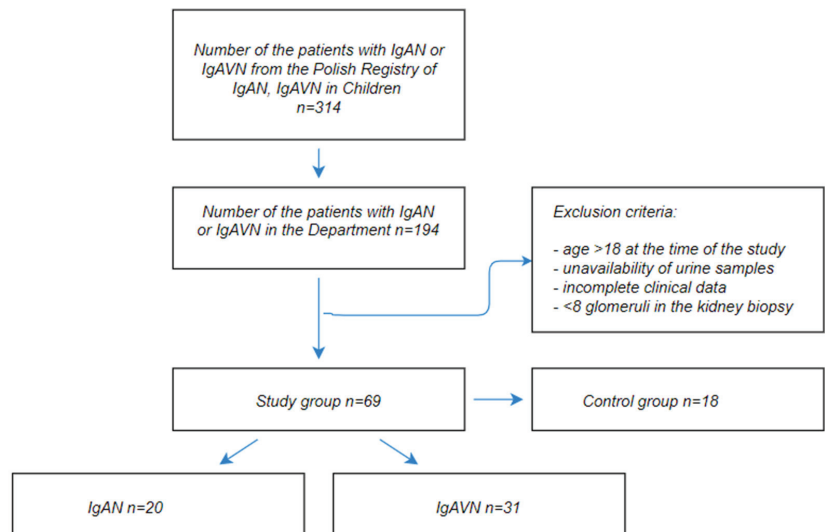 Number of the patients with IgAN or
IgAVN from the Polish Registry of
IgAN, IgAVN in Children
n=314
Number of the patients with IgAN
or IgAVN in the Department n=194
Exclusion criteria:
- age >18 at the time of the study
- unavailability of urine samples
- incomplete clinical data
- <8 glomeruli in the kidney biopsy
Study group n=69
Control group n=18
IgAN n=20
IgAVN n=31